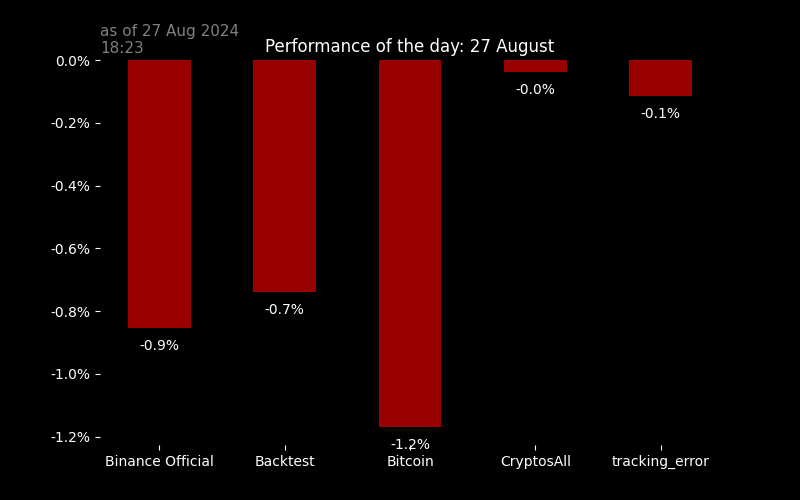 as of 27 Aug 2024
18:23
Performance of the day: 27 August
0.0%
-0.2%
-0.4%
-0.6%
-0.8%
-1.0%
-1.2%
-0.9%
-0.7%
-1.2%
-0.0%
-0.1%
Binance Official
Backtest
Bitcoin
CryptosAll
tracking_error